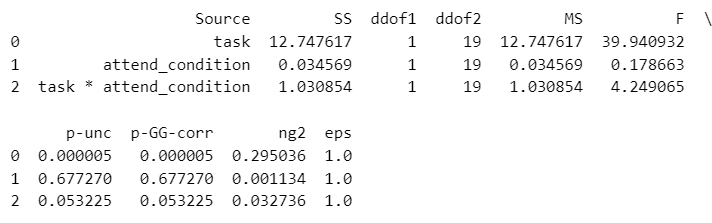 Source SS ddof1 ddof2 MS F \
0 task 12.747617 1 19 12.747617 39.940932
1 attend_condition 0.034569 1 19 0.034569 0.178663
2 task * attend_condition 1.030854 1 19 1.030854 4.249065
p-unc p-GG-corr ng2 eps
0 0.000005 0.000005 0.295036 1.0
1 0.677270 0.677270 0.001134 1.0
2 0.053225 0.053225 0.032736 1.0